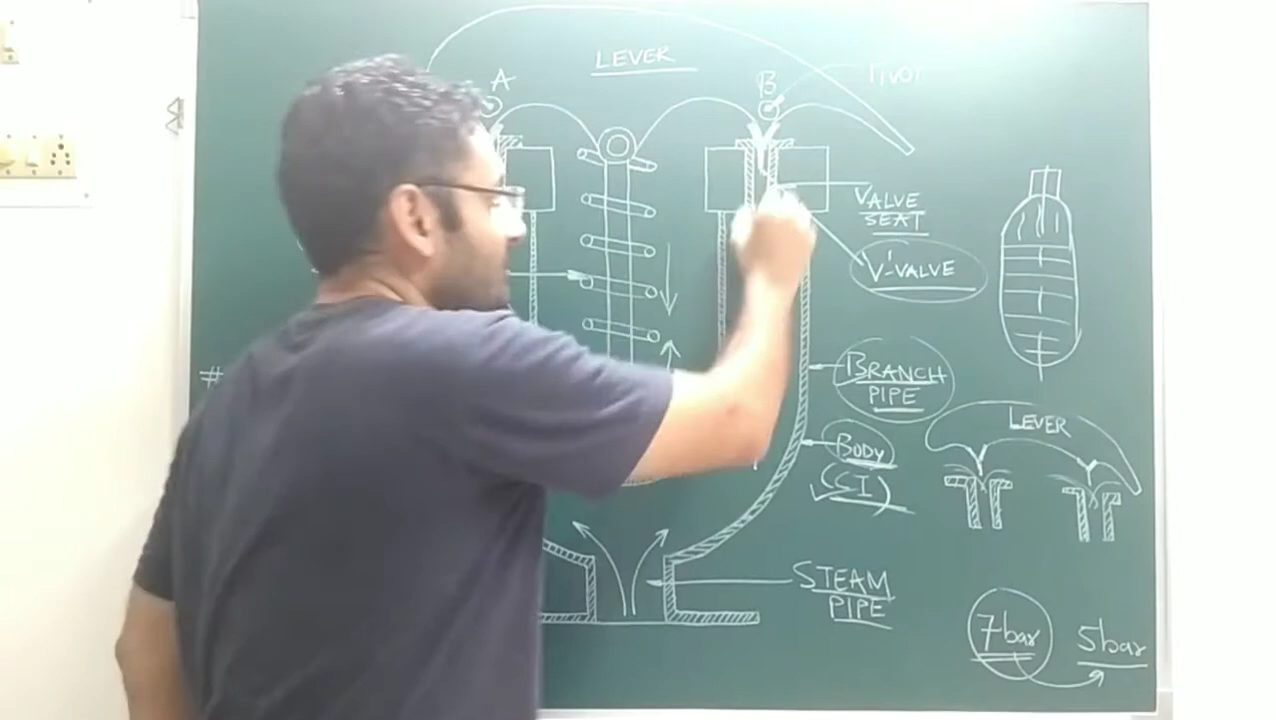 LEVER
A
B
PIVOT
VALVE
SEAT
V-VALVE
#
BRANCH
PIPE
LEVER
BODY
(CI)
STEAM
PIPE
7bar
5bar